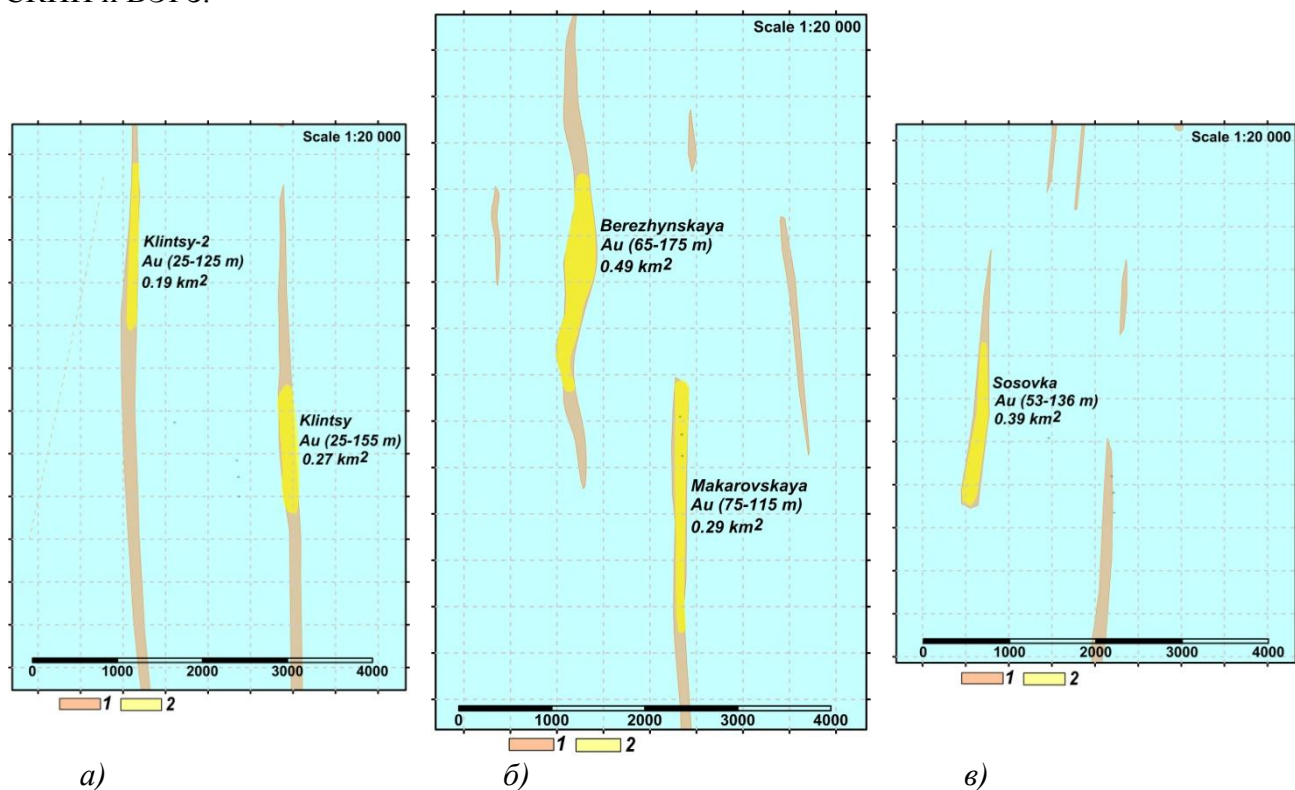 Scale 1:20 000
Klintsy-2
Au (25-125 m)
0.19 km2
Klintsy
Au (25-155 m)
0.27 km2
0 1000 2000 3000 4000
1 2
а)
Scale 1:20 000
Berezhynskaya
Au (65-175 m)
0.49 km2
Makarovskaya
Au (75-115 m)
0.29 km2
0 1000 2000 3000 4000
1 2
б)
Scale 1:20 000
Sosovka
Au (53-136 m)
0.39 km2
0 1000 2000 3000 4000
1 2
в)